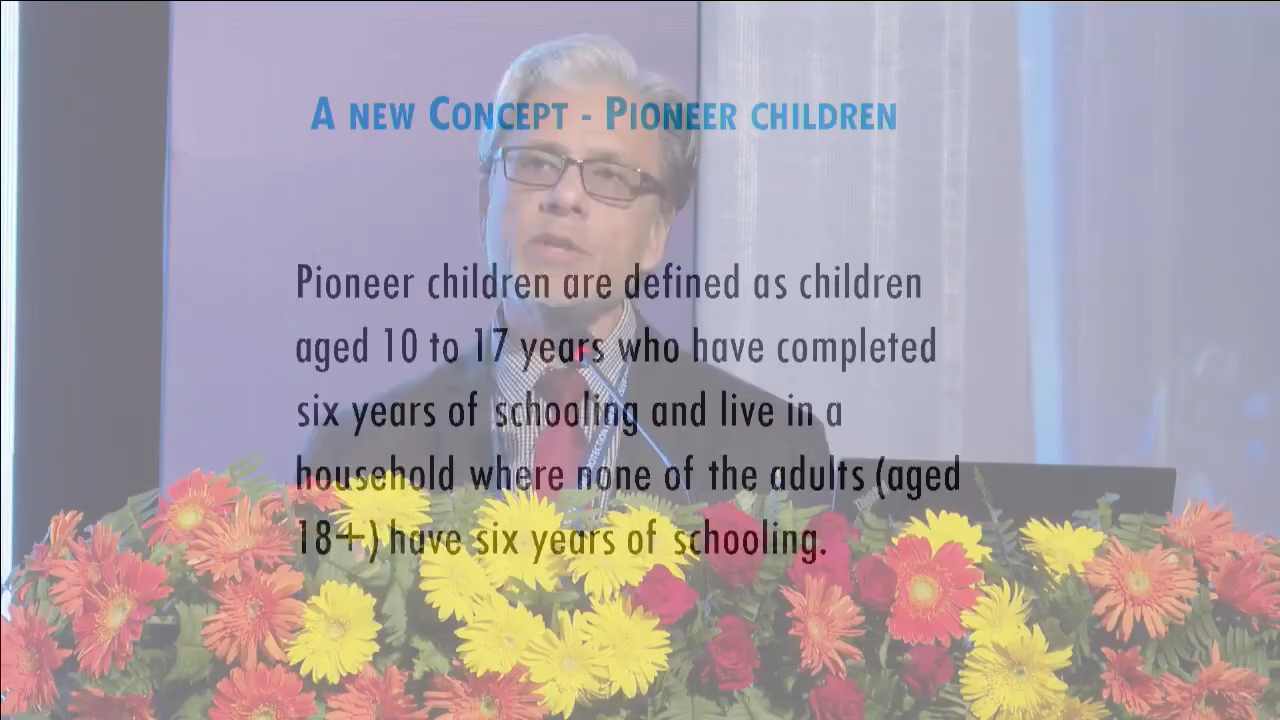 A NEW CONCEPT - PIONEER CHILDREN
Pioneer children are defined as children
aged 10 to 17 years who have completed
six years of schooling and live in a
household where none of the adults (aged
18+) have six years of schooling.